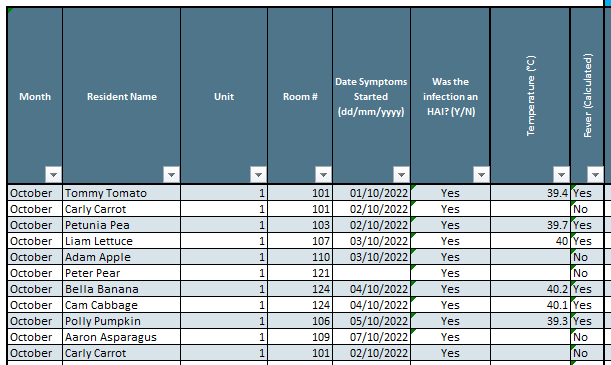 Month Resident Name Unit Room # Date Symptoms Started (dd/mm/yyyy) Was the infection an HAI? (Y/N) Temperature (°C) Fever (Calculated)
October Tommy Tomato 1 101 01/10/2022 Yes 39.4 Yes
October Carly Carrot 1 101 02/10/2022 Yes No
October Petunia Pea 1 103 02/10/2022 Yes 39.7 Yes
October Liam Lettuce 1 107 03/10/2022 Yes 40 Yes
October Adam Apple 1 110 03/10/2022 Yes No
October Peter Pear 1 121 Yes No
October Bella Banana 1 124 04/10/2022 Yes 40.2 Yes
October Cam Cabbage 1 124 04/10/2022 Yes 40.1 Yes
October Polly Pumpkin 1 106 05/10/2022 Yes 39.3 Yes
October Aaron Asparagus 1 109 07/10/2022 Yes No
October Carly Carrot 1 101 02/10/2022 Yes No